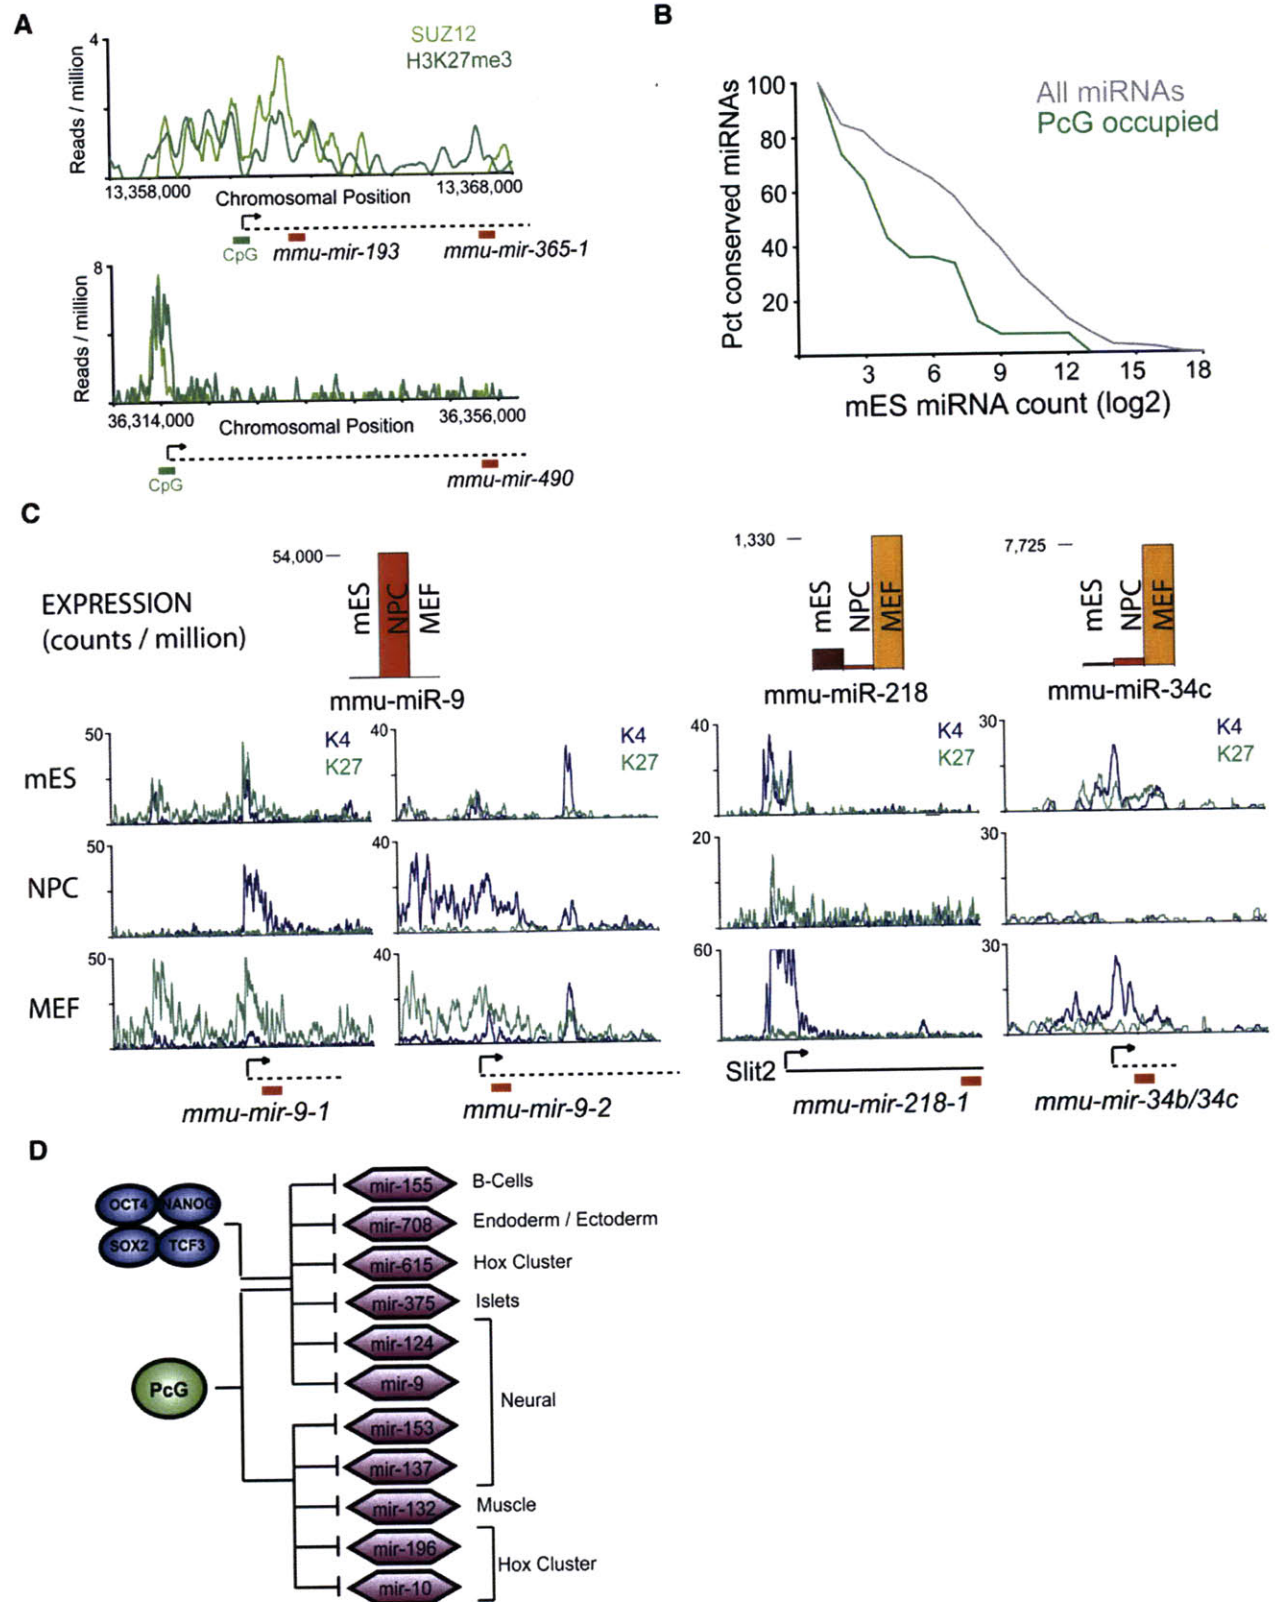 A
SUZ12
H3K27me3
4
Reads / million
13,358,000
13,368,000
Chromosomal Position
CpG
mmu-mir-193
mmu-mir-365-1
8
Reads / million
36,314,000
36,356,000
Chromosomal Position
CpG
mmu-mir-490
B
Pct conserved miRNAs
100
80
60
40
20
All miRNAs
PcG occupied
3 6 9 12 15 18
mES miRNA count (log2)
C
EXPRESSION
(counts / million)
54,000
mES
NPC
MEF
mmu-miR-9
1,330
mES
NPC
MEF
mmu-miR-218
7,725
mES
NPC
MEF
mmu-miR-34c
mES
50
K4
K27
40
K4
K27
40
K4
K27
30
K4
K27
NPC
50
40
20
30
MEF
50
40
60
30
mmu-mir-9-1
mmu-mir-9-2
Slit2
mmu-mir-218-1
mmu-mir-34b/34c
D
OCT4
NANOG
SOX2
TCF3
PcG
mir-155
B-Cells
mir-708
Endoderm / Ectoderm
mir-615
Hox Cluster
mir-375
Islets
mir-124
mir-9
Neural
mir-153
mir-137
mir-132
Muscle
mir-196
Hox Cluster
mir-10